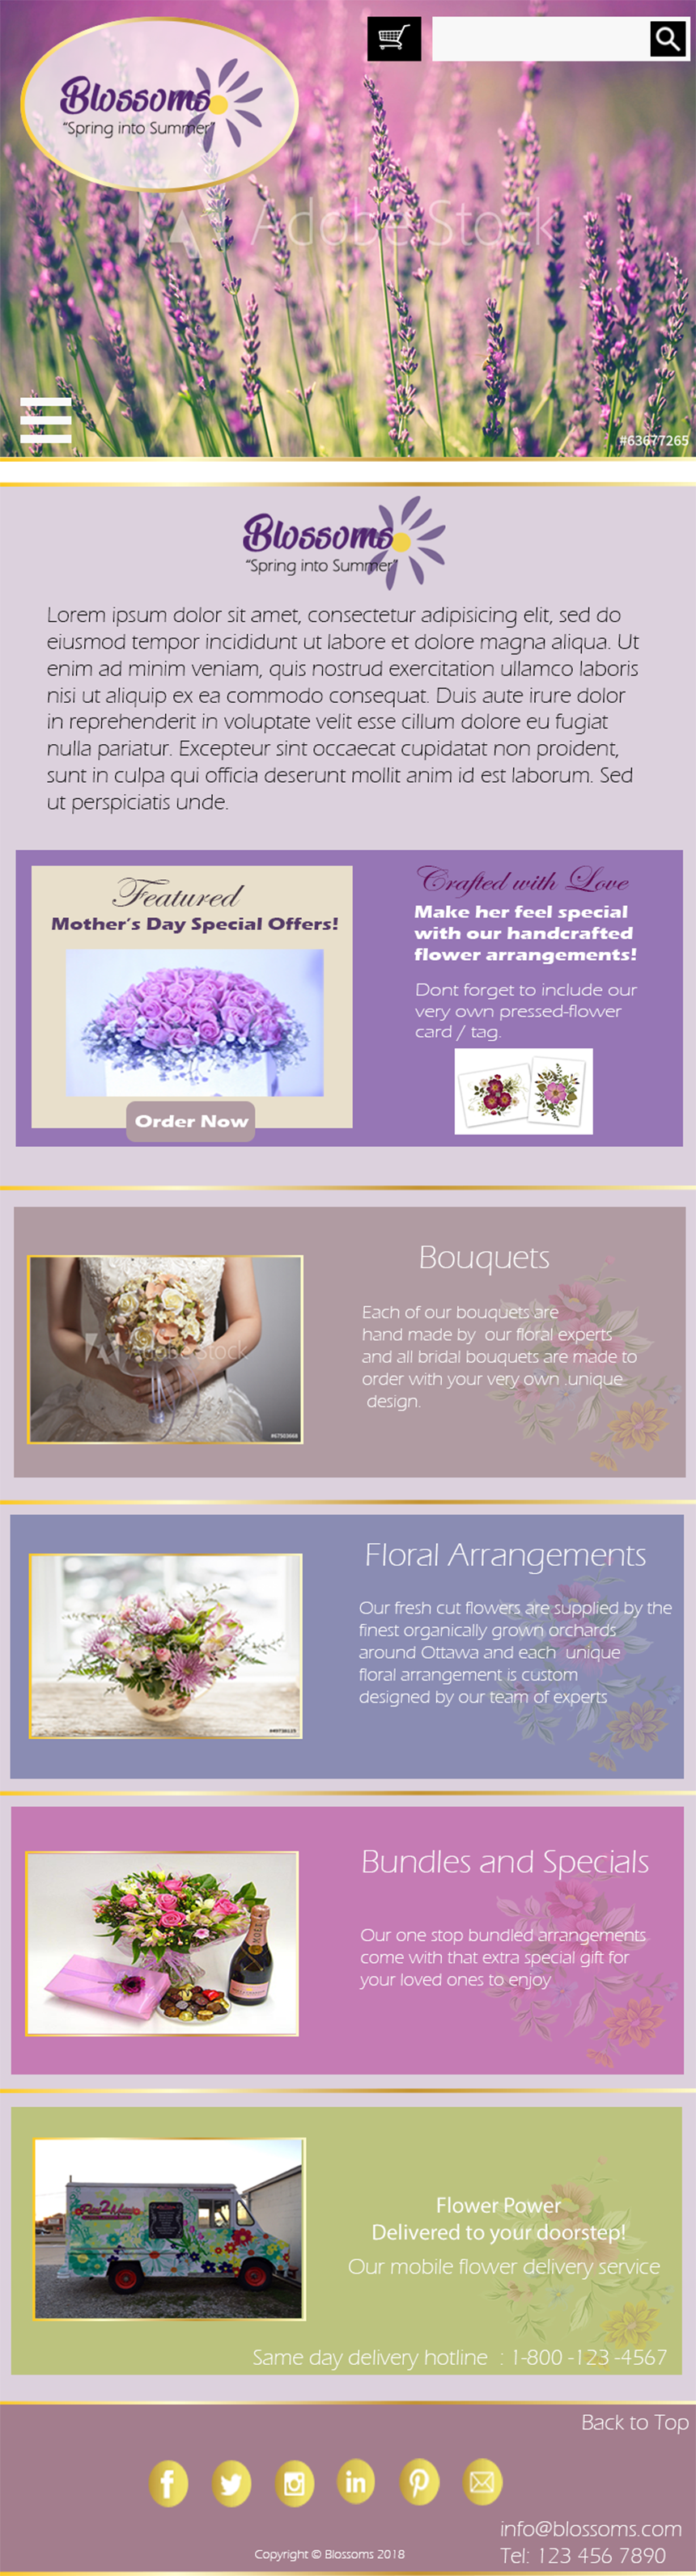 Blossoms
“Spring into Summer”
Adobe Stock
#63677265
Blossoms
“Spring into Summer”
Lorem ipsum dolor sit amet, consectetur adipisicing elit, sed do
eiusmod tempor incididunt ut labore et dolore magna aliqua. Ut
enim ad minim veniam, quis nostrud exercitation ullamco laboris
nisi ut aliquip ex ea commodo consequat. Duis aute irure dolor
in reprehenderit in voluptate velit esse cillum dolore eu fugiat
nulla pariatur. Excepteur sint occaecat cupidatat non proident,
sunt in culpa qui officia deserunt mollit anim id est laborum. Sed
ut perspiciatis unde.
Featured
Mother's Day Special Offers!
Order Now
Crafted with Love
Make her feel special
with our handcrafted
flower arrangements!
Dont forget to include our
very own pressed-flower
card / tag.
Bouquets
Each of our bouquets are
hand made by our floral experts
and all bridal bouquets are made to
order with your very own .unique
design.
Adobe Stock
Floral Arrangements
Our fresh cut flowers are supplied by the
finest organically grown orchards
around Ottawa and each unique
floral arrangement is custom
designed by our team of experts
Bundles and Specials
Our one stop bundled arrangements
come with that extra special gift for
your loved ones to enjoy
MOËT
Flower Power
Delivered to your doorstep!
Our mobile flower delivery service
Same day delivery hotline : 1-800 -123 -4567
Back to Top
info@blossoms.com
Copyright © Blossoms 2018
Tel: 123 456 7890